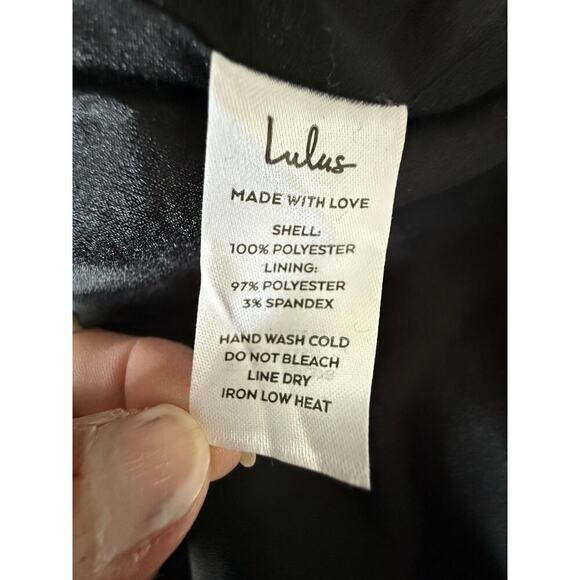 Lulus
MADE WITH LOVE
SHELL:
100% POLYESTER
LINING:
97% POLYESTER
3% SPANDEX
HAND WASH COLD
DO NOT BLEACH
LINE DRY
IRON LOW HEAT